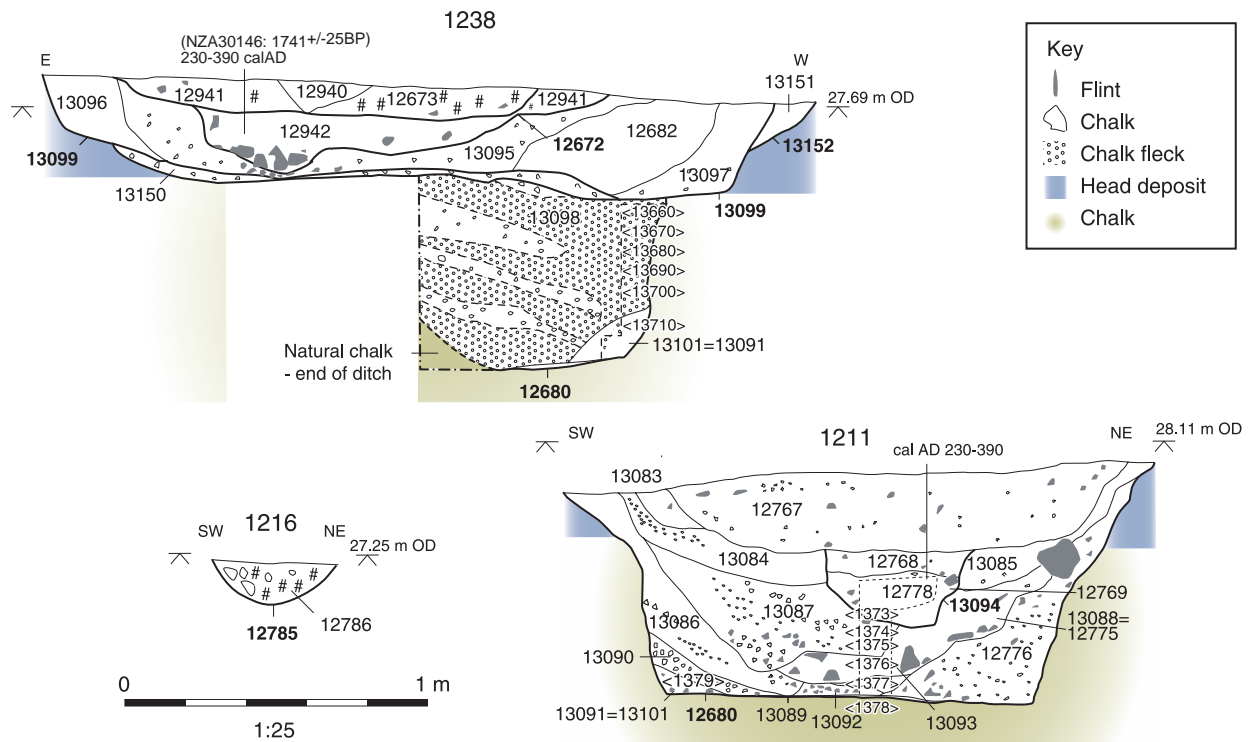 1238
(NZA30146: 1741+/-25BP)
230-390 calAD
E
W
13151
27.69 m OD
13096
12941
#
12940
# # 12673 # # # #
# 12941
12942
12682
13099
13095
12672
13152
13150
13097
13099
13098
<13660>
<13670>
<13680>
<13690>
<13700>
<13710>
13101=13091
Natural chalk
- end of ditch
12680
Key
Flint
Chalk
Chalk fleck
Head deposit
Chalk
1216
SW
NE
27.25 m OD
# # # # # #
12785
12786
0
1 m
1:25
SW
1211
NE
28.11 m OD
cal AD 230-390
13083
12767
13084
12768
13085
12778
12769
13094
13086
13087
<1373>
<1374>
<1375>
<1376>
<1377>
<1378>
13088=
12775
12776
13090
<1379>
13091=13101
12680
13089
13092
13093